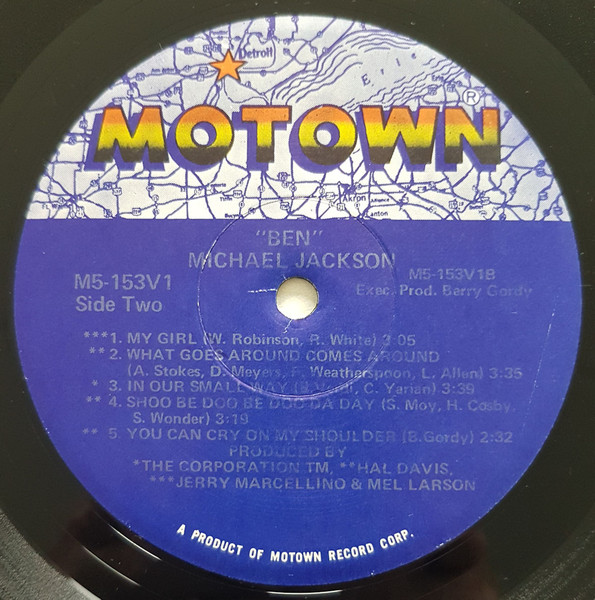 Detroit
Erie
MOTOWN®
Akron
Alliance
Canton
"BEN"
MICHAEL JACKSON
M5-153V1
M5-153V1B
Side Two
Exec. Prod. Berry Gordy
***1. MY GIRL (W. Robinson, R. White) 3:05
** 2. WHAT GOES AROUND COMES AROUND
(A. Stokes, D. Meyers, F. Weatherspoon, L. Allen) 3:35
* 3. IN OUR SMALL WAY (B. C. Yarian) 3:39
** 4. SHOO BE DOO BE DOO DA DAY (S. Moy, H. Cosby,
S. Wonder) 3:19
** 5. YOU CAN CRY ON MY SHOULDER (B. Gordy) 2:32
PRODUCED BY
*THE CORPORATION TM, **HAL DAVIS,
***JERRY MARCELLINO & MEL LARSON
A PRODUCT OF MOTOWN RECORD CORP.